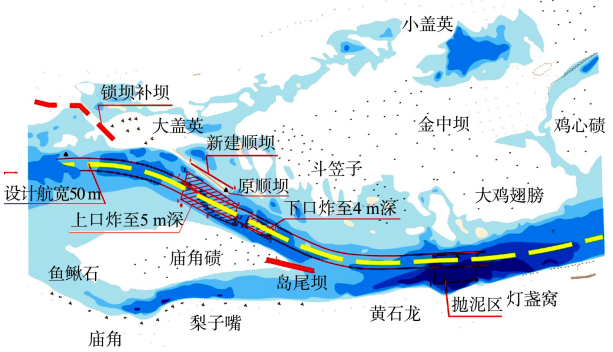 小盖英
锁坝补坝
大盖英
金中坝
鸡心碛
新建顺坝
斗笠子
原顺坝
设计航宽50 m
大鸡翅膀
下口炸至4 m深
上口炸至5 m深
庙角碛
鱼鳅石
岛尾坝
抛泥区
灯盏窝
黄石龙
梨子嘴
庙角